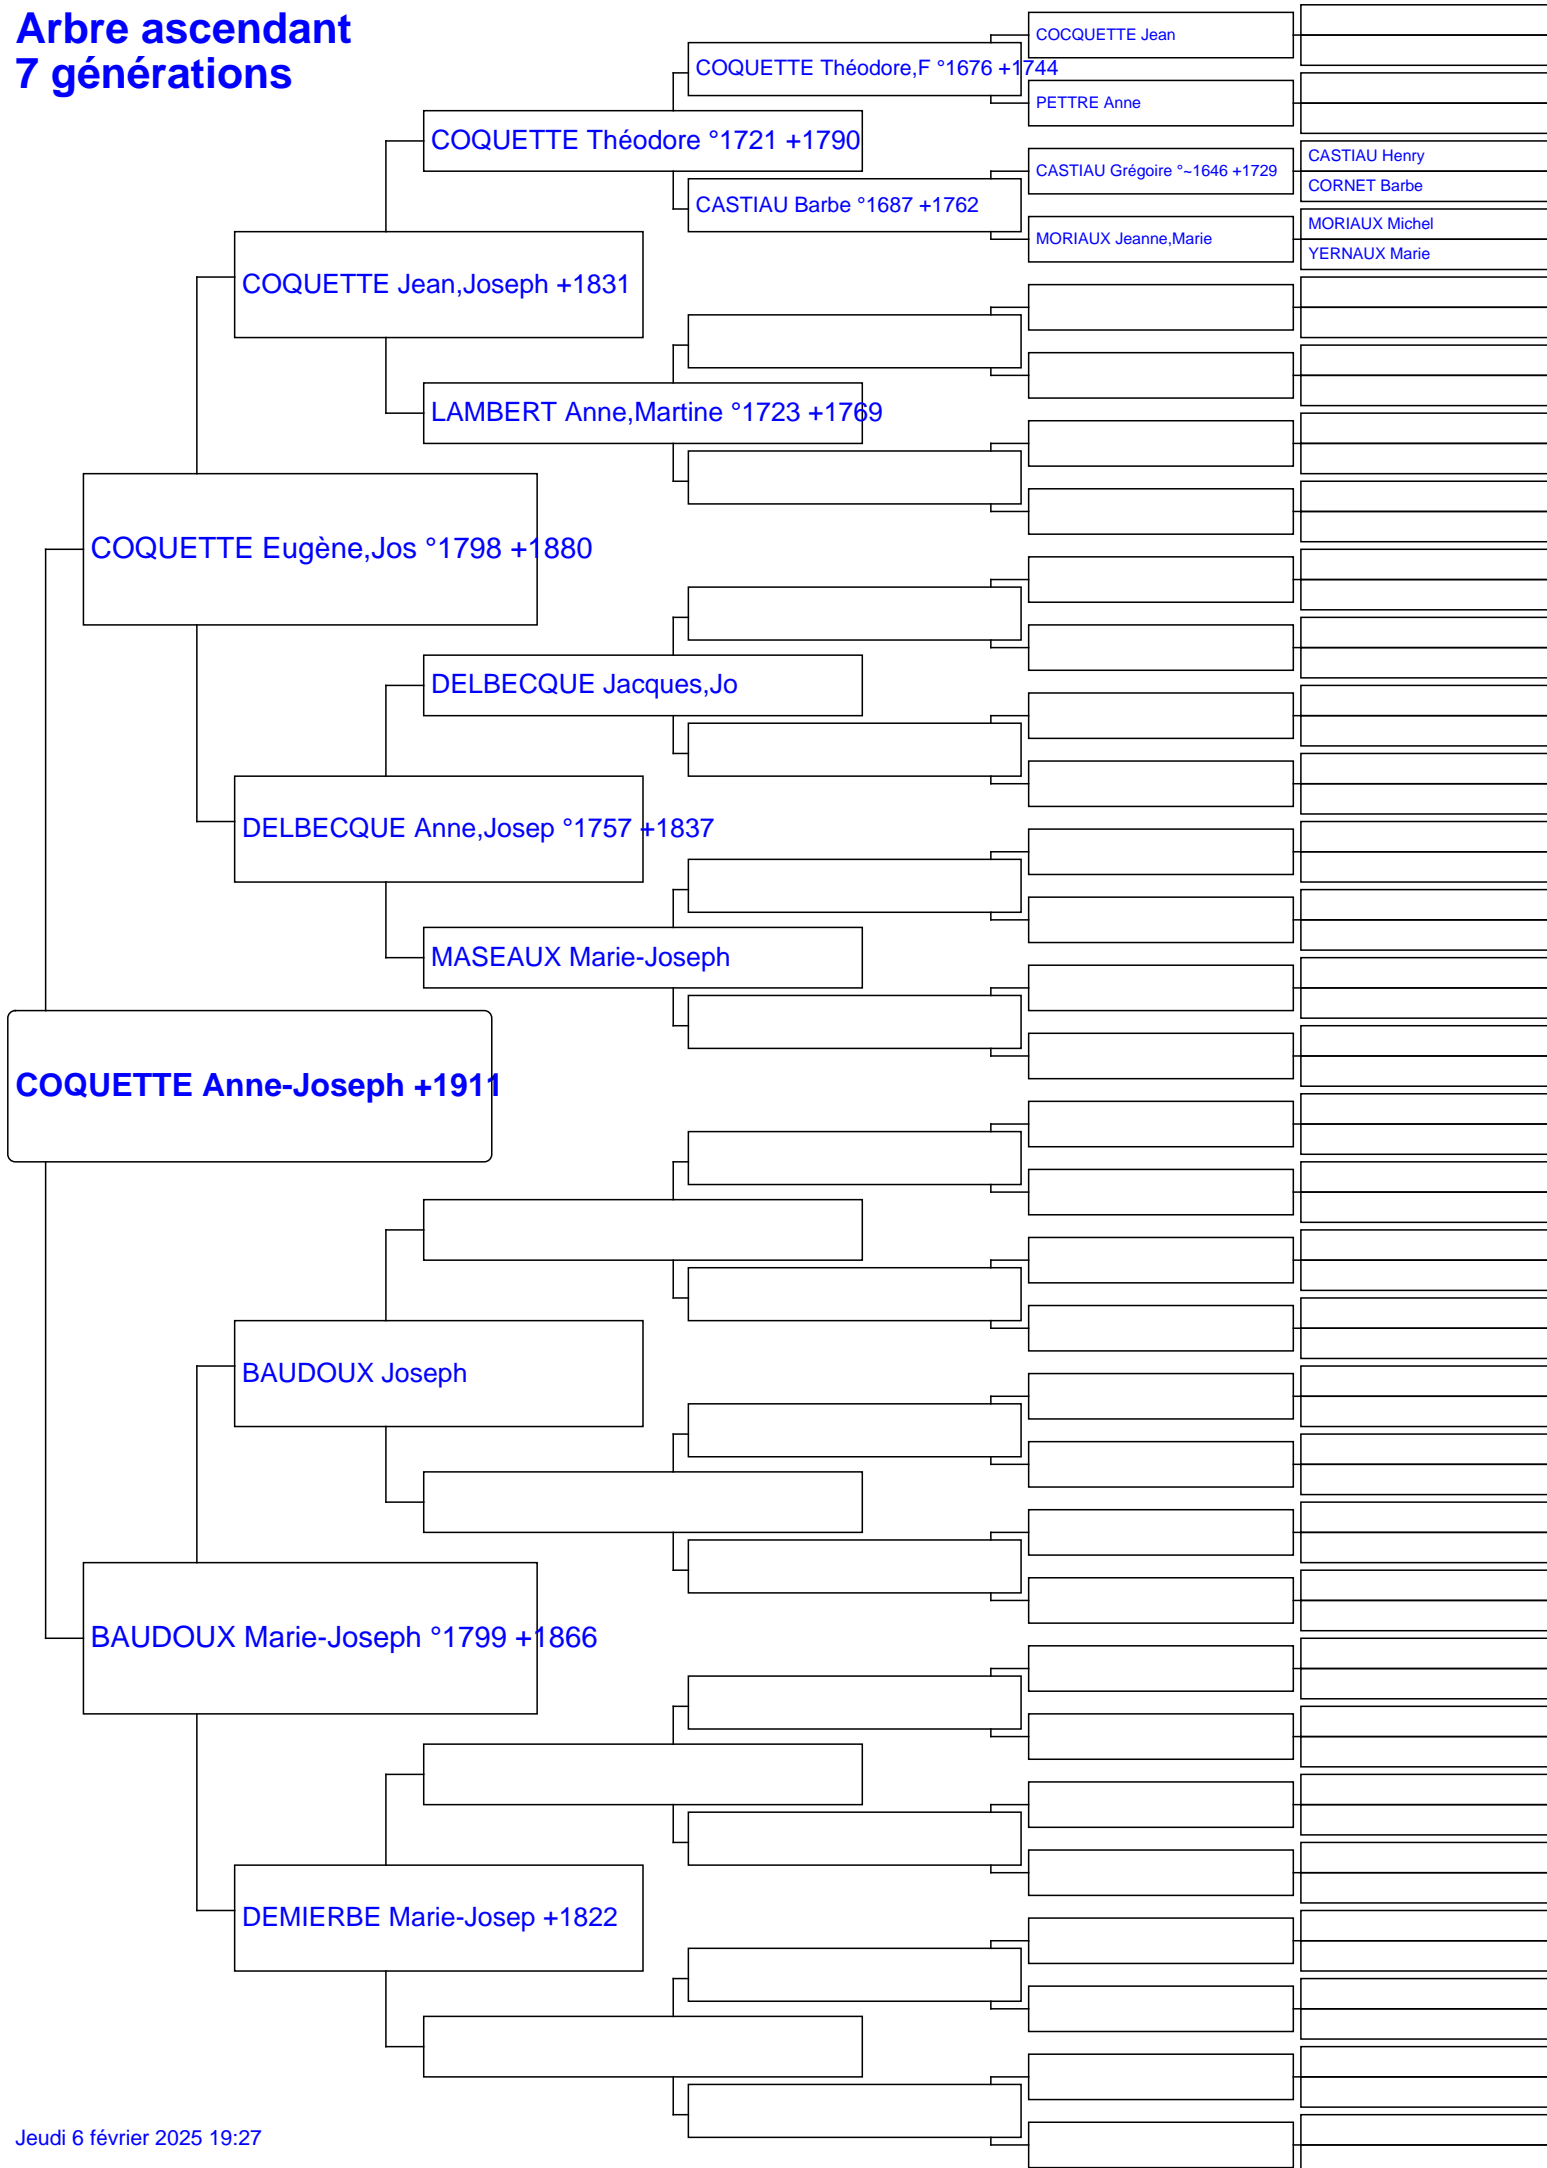 Arbre ascendant
7 générations
COCQUETTE Jean
COQUETTE Théodore,F °1676 +1744
PETTRE Anne
COQUETTE Théodore °1721 +1790
CASTIAU Henry
CASTIAU Grégoire °~1646 +1729
CORNET Barbe
CASTIAU Barbe °1687 +1762
MORIAUX Michel
MORIAUX Jeanne,Marie
YERNAUX Marie
COQUETTE Jean,Joseph +1831
LAMBERT Anne,Martine °1723 +1769
COQUETTE Eugène,Jos °1798 +1880
DELBECQUE Jacques,Jo
DELBECQUE Anne,Josep °1757 +1837
MASEAUX Marie-Joseph
COQUETTE Anne-Joseph +1911
BAUDOUX Joseph
BAUDOUX Marie-Joseph °1799 +1866
DEMIERBE Marie-Josep +1822
Jeudi 6 février 2025 19:27